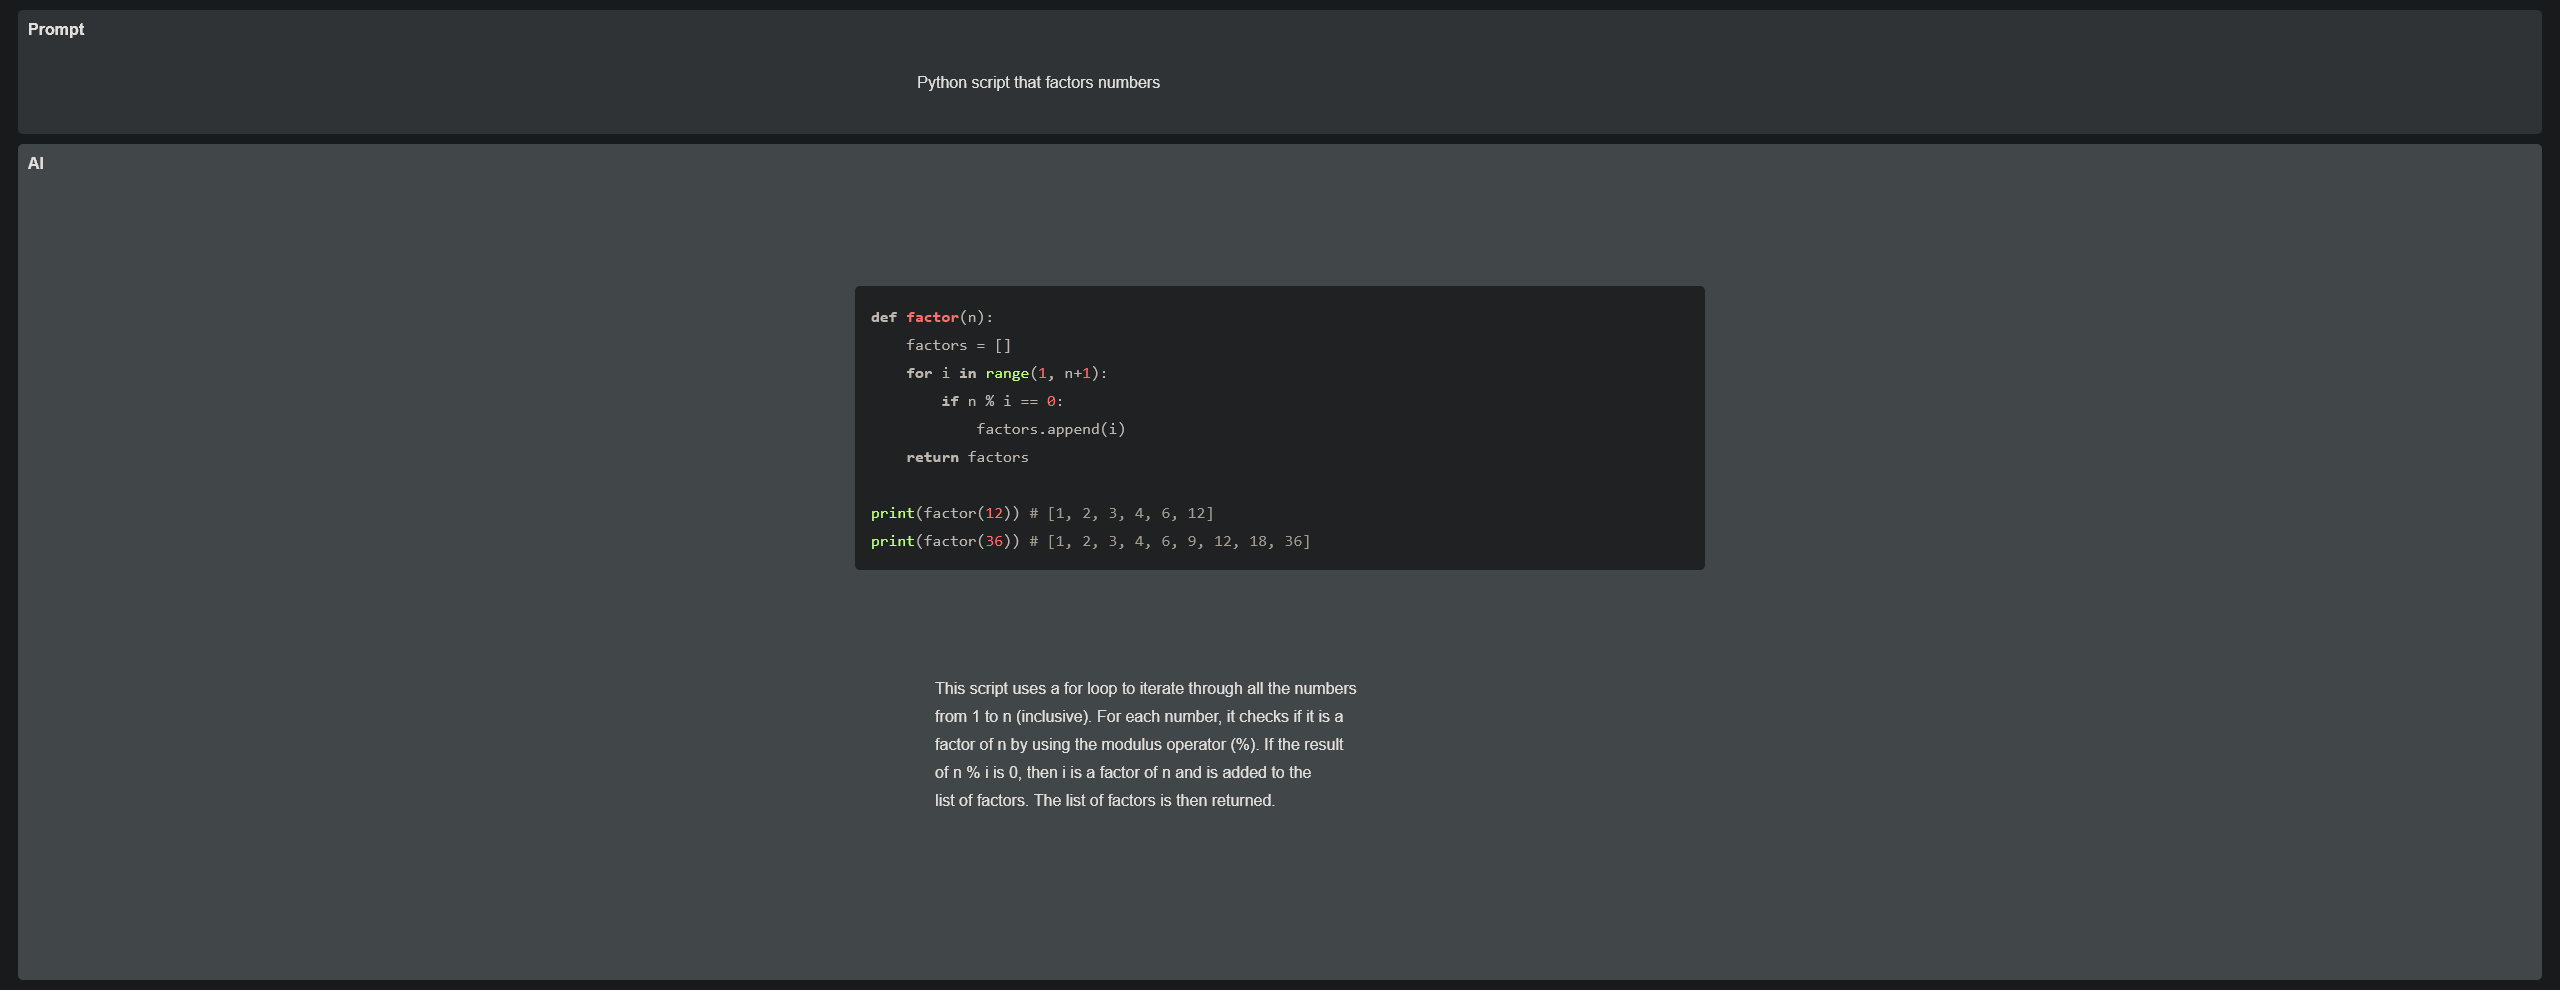 Prompt
Python script that factors numbers
AI
def factor(n):
    factors = []
    for i in range(1, n+1):
        if n % i == 0:
            factors.append(i)
    return factors

print(factor(12)) # [1, 2, 3, 4, 6, 12]
print(factor(36)) # [1, 2, 3, 4, 6, 9, 12, 18, 36]
This script uses a for loop to iterate through all the numbers
from 1 to n (inclusive). For each number, it checks if it is a
factor of n by using the modulus operator (%). If the result
of n % i is 0, then i is a factor of n and is added to the
list of factors. The list of factors is then returned.